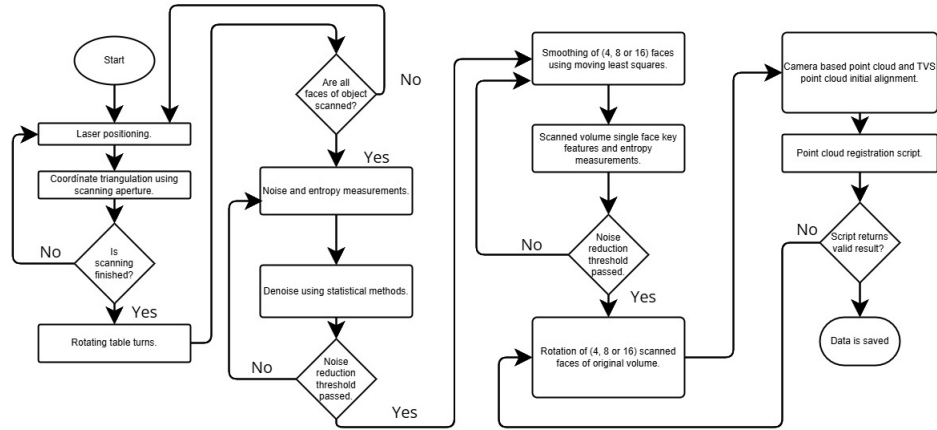 Start
Laser positioning.
Coordínate triangulation using
scanning aperture.
Is
scanning
finished?
No
Yes
Rotating table turns.
Are all
faces of object
scanned?
No
Yes
Noise and entropy measurements.
Denoise using statistical methods.
Noise
reduction
threshold
passed.
No
Yes
Smoothing of (4, 8 or 16) faces
using moving least squares.
Scanned volume single face key
features and entropy
measurements.
Noise
reduction
threshold
passed.
No
Yes
Rotation of (4, 8 or 16) scanned
faces of original volume.
Camera based point cloud and TVS
point cloud initial alignment.
Point cloud registration script.
Script returns
valid result?
No
Data is saved